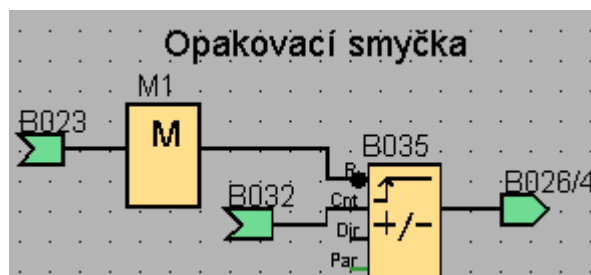 Opakovací smyčka
M1
B023
M
B035
R
B032
Cnt
B026/4
+/-
Dir
Par